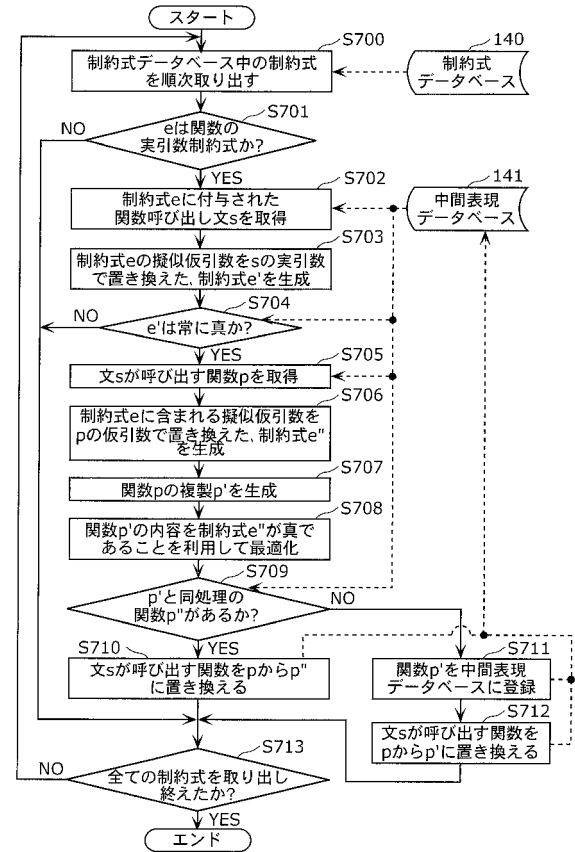 スタート
S700
制約式データベース中の制約式
を順次取り出す
140
制約式
データベース
S701
NO
eは関数の
実引数制約式か?
YES
S702
制約式eに付与された
関数呼び出し文sを取得
141
中間表現
データベース
S703
制約式eの擬似仮引数をsの実引数
で置き換えた、制約式e'を生成
S704
NO
e'は常に真か?
YES
S705
文sが呼び出す関数pを取得
S706
制約式eに含まれる擬似仮引数を
pの仮引数で置き換えた、制約式e"
を生成
S707
関数pの複製p'を生成
S708
関数p'の内容を制約式e"が真で
あることを利用して最適化
S709
p'と同処理の
関数p"があるか?
NO
YES
S710
文sが呼び出す関数をpからp"
に置き換える
S711
関数p'を中間表現
データベースに登録
S712
文sが呼び出す関数を
pからp'に置き換える
S713
NO
全ての制約式を取り出し
終えたか?
YES
エンド